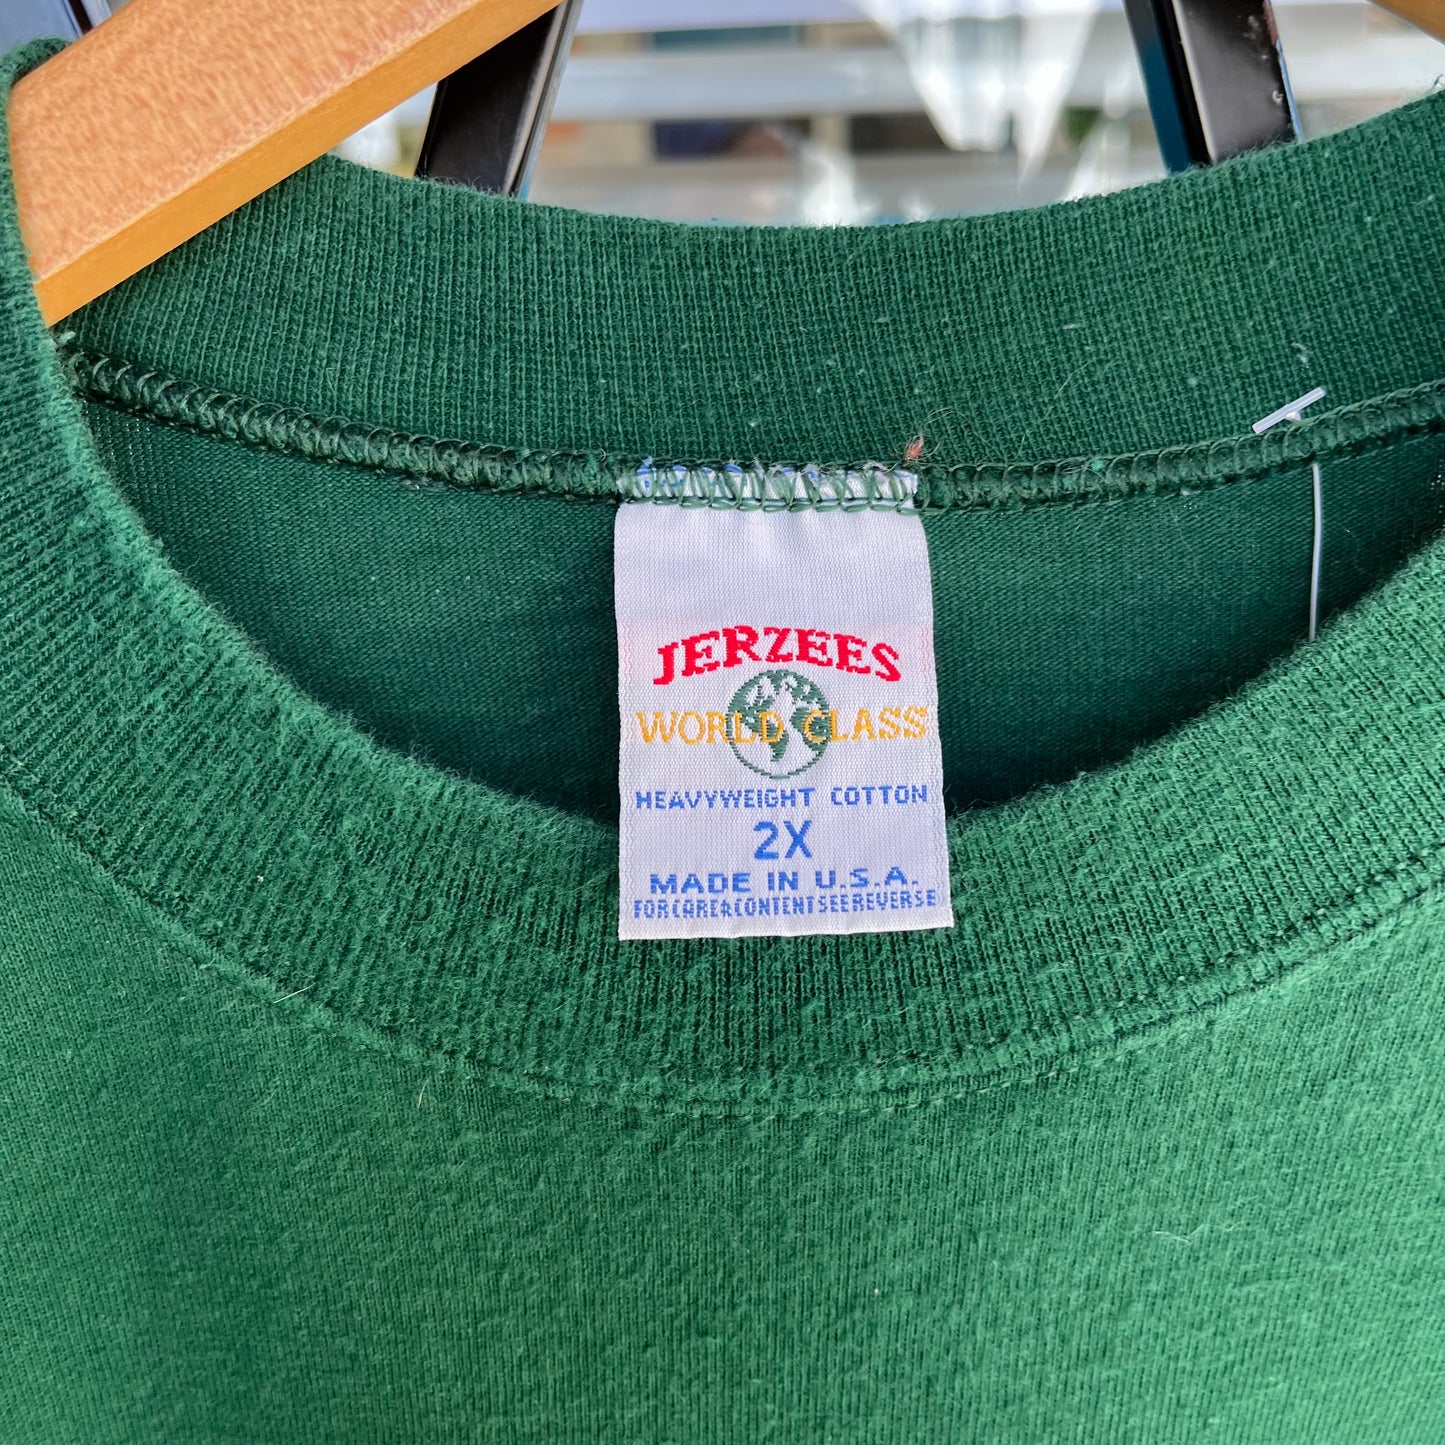 JERZEES
WORLD CLASS
HEAVYWEIGHT COTTON
2X
MADE IN U.S.A.
FOR CARE & CONTENT SEE REVERSE